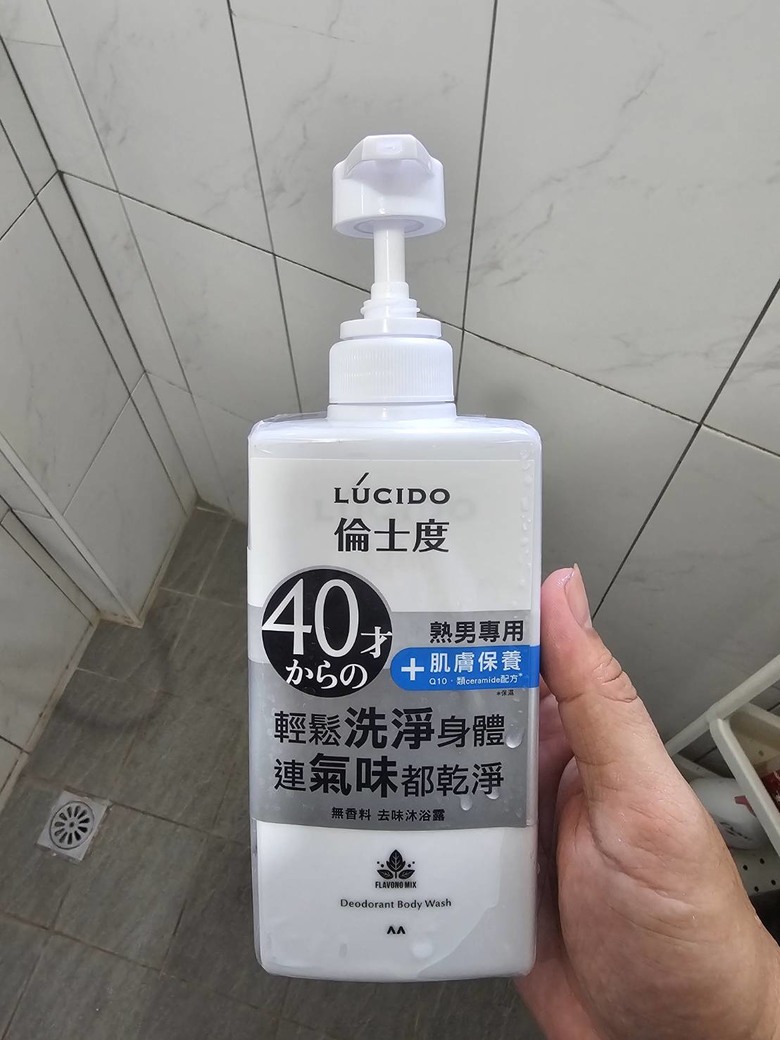 LÚCIDO
倫士度
40才
からの
熟男專用
+肌膚保養
Q10・類ceramide配方*
*保濕
輕鬆洗淨身體
連氣味都乾淨
無香料 去味沐浴露
FLAVONO MIX
Deodorant Body Wash